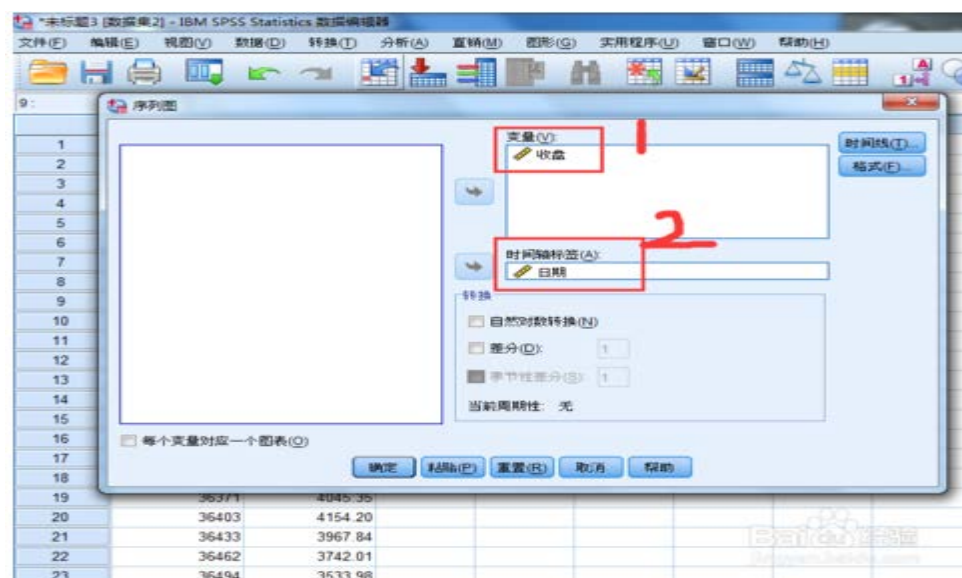 *未标题3 [数据集2] - IBM SPSS Statistics 数据编辑器
文件(F) 编辑(E) 视图(V) 数据(D) 转换(T) 分析(A) 直销(M) 图形(G) 实用程序(U) 窗口(W) 帮助(H)
9:
序列图
变量(V):
收盘
1
时间线(T)...
格式(F)...
2
时间轴标签(A):
日期
转换
自然对数转换(N)
差分(D): 1
季节性差分(S): 1
当前周期性: 无
每个变量对应一个图表(O)
确定 粘贴(P) 重置(R) 取消 帮助
1
2
3
4
5
6
7
8
9
10
11
12
13
14
15
16
17
18
19 36371 4045.35
20 36403 4154.20
21 36433 3967.84
22 36462 3742.01
23 36494 3533.98
Baidu 经验
jingyan.baidu.com